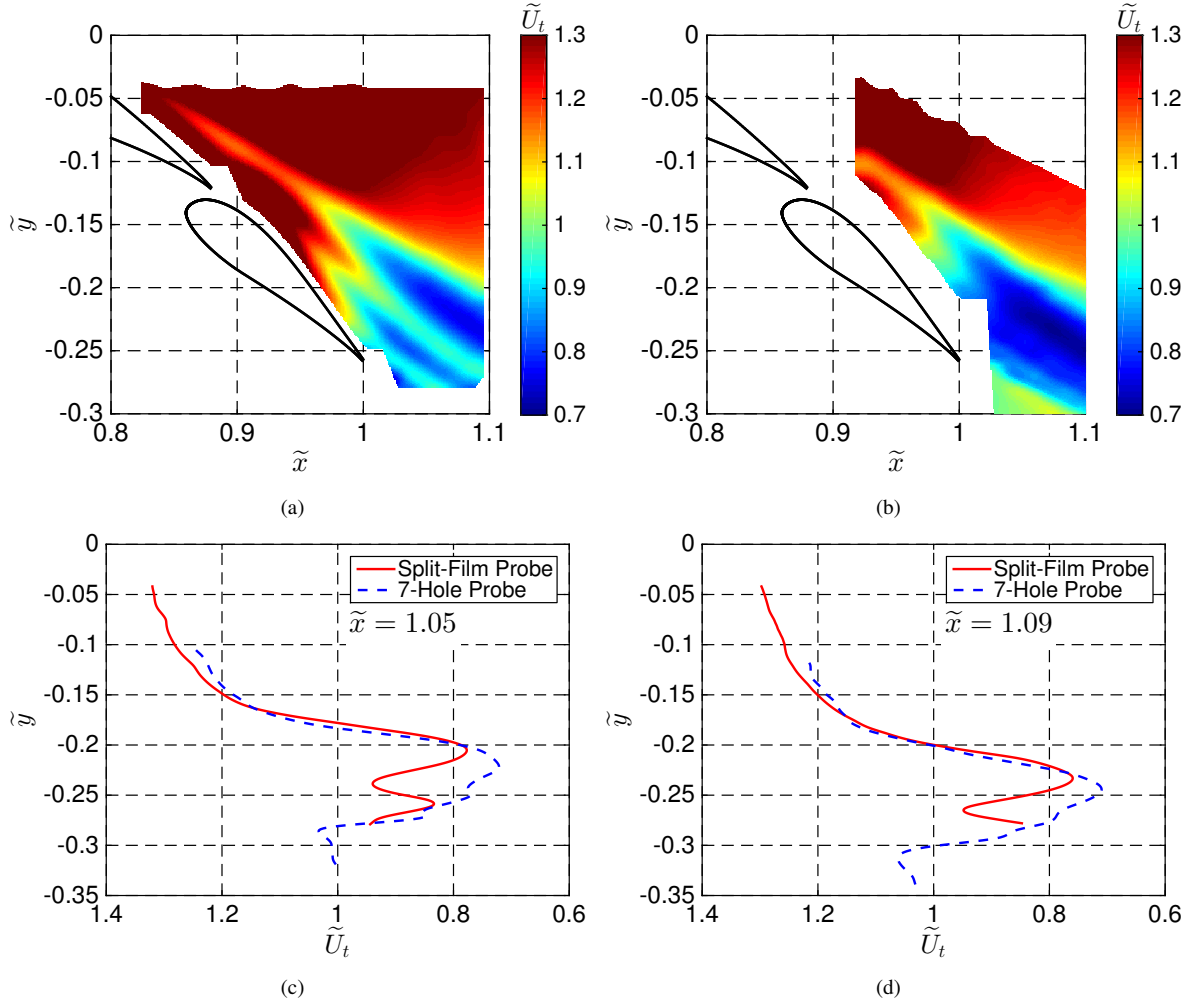 Ũt
0
-0.05
-0.1
-0.15
-0.2
-0.25
-0.3
ỹ
0.8 0.9 1 1.1
x̃
1.3
1.2
1.1
1
0.9
0.8
0.7
(a)
Ũt
0
-0.05
-0.1
-0.15
-0.2
-0.25
-0.3
ỹ
0.8 0.9 1 1.1
x̃
1.3
1.2
1.1
1
0.9
0.8
0.7
(b)
0
-0.05
-0.1
-0.15
-0.2
-0.25
-0.3
-0.35
ỹ
Split-Film Probe
7-Hole Probe
x̃ = 1.05
1.4 1.2 1 0.8 0.6
Ũt
(c)
0
-0.05
-0.1
-0.15
-0.2
-0.25
-0.3
-0.35
ỹ
Split-Film Probe
7-Hole Probe
x̃ = 1.09
1.4 1.2 1 0.8 0.6
Ũt
(d)